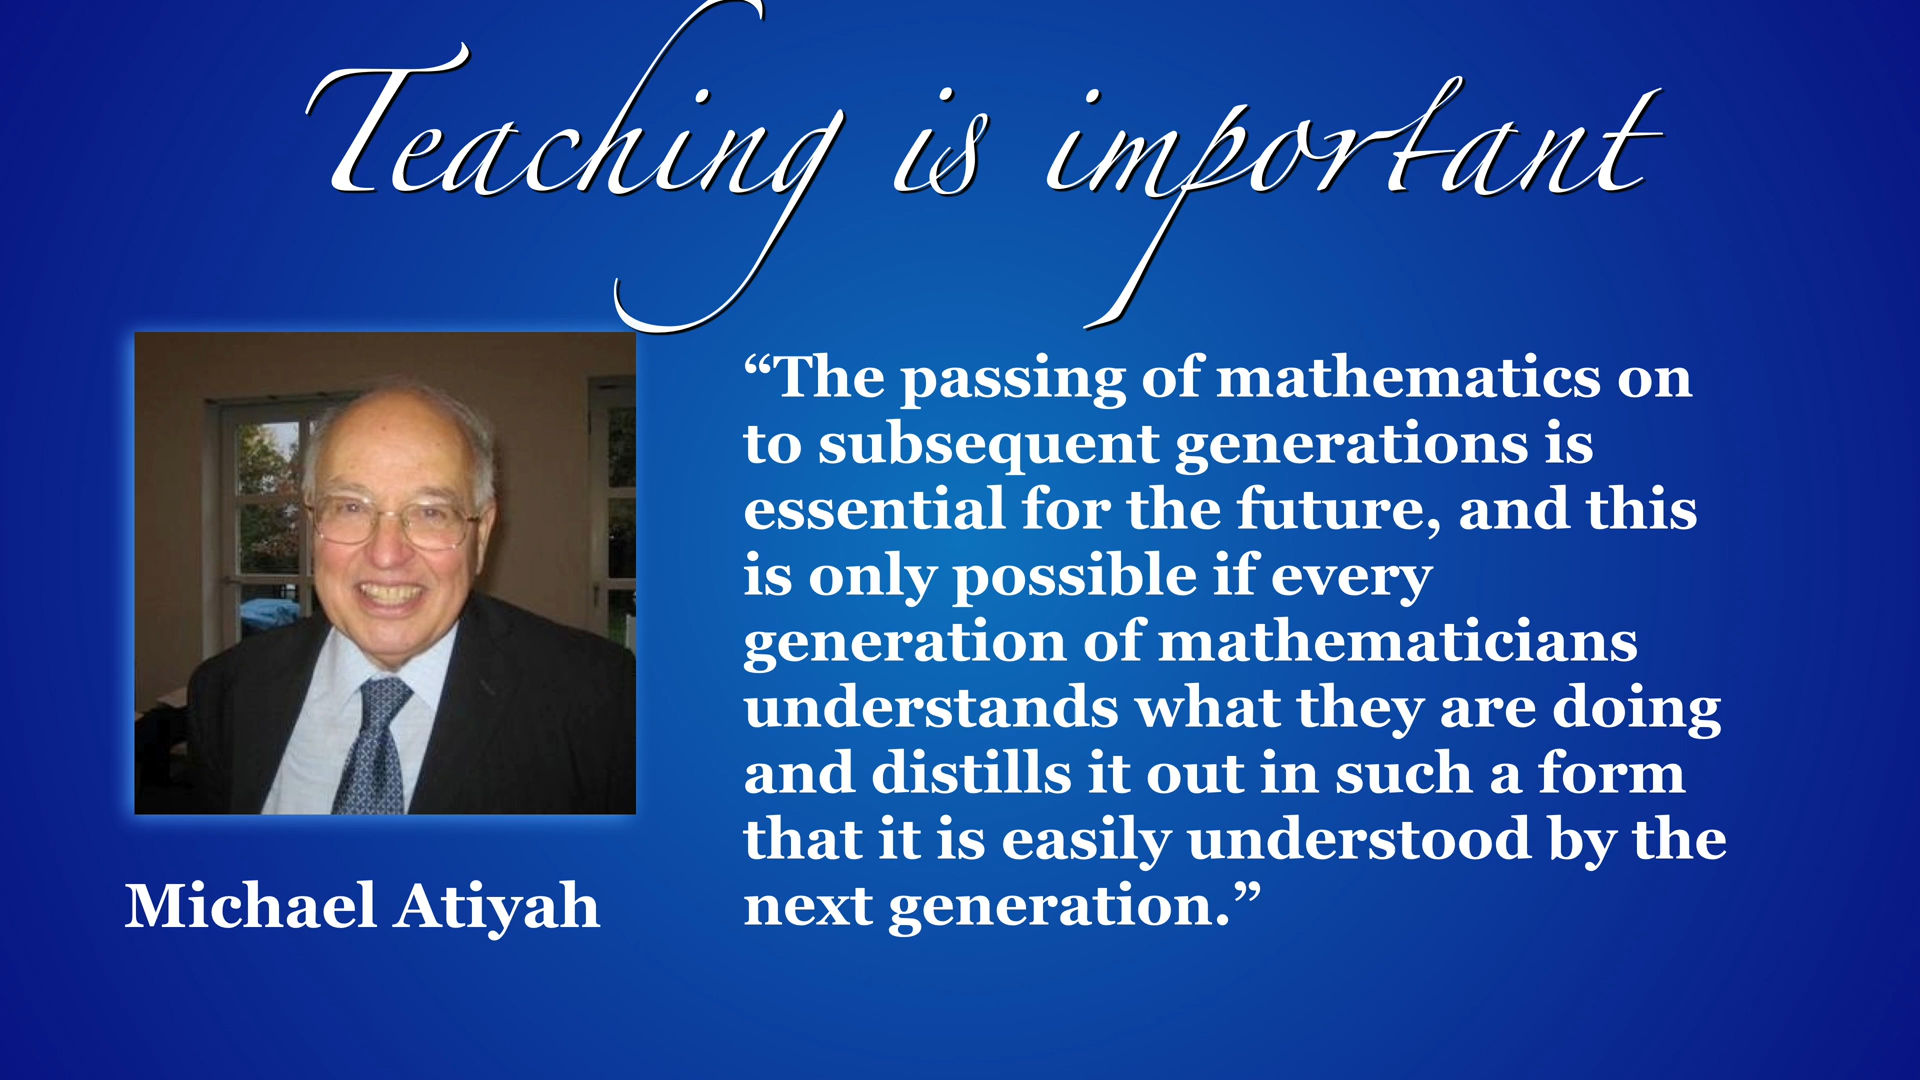 Teaching is important
“The passing of mathematics on
to subsequent generations is
essential for the future, and this
is only possible if every
generation of mathematicians
understands what they are doing
and distills it out in such a form
that it is easily understood by the
next generation.”
Michael Atiyah